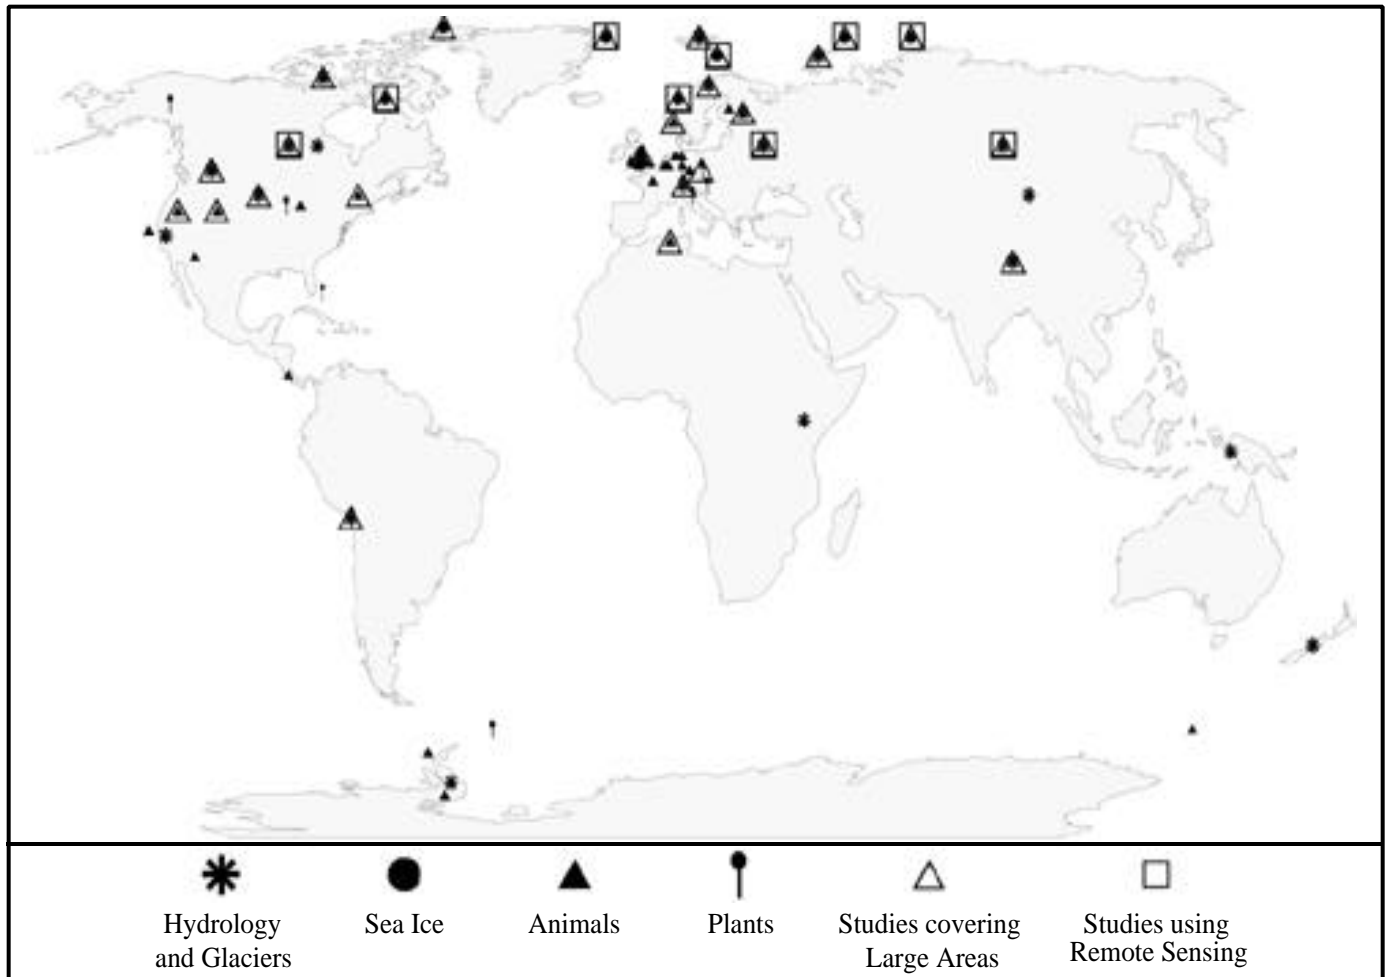 Hydrology
and Glaciers
Sea Ice
Animals
Plants
Studies covering
Large Areas
Studies using
Remote Sensing